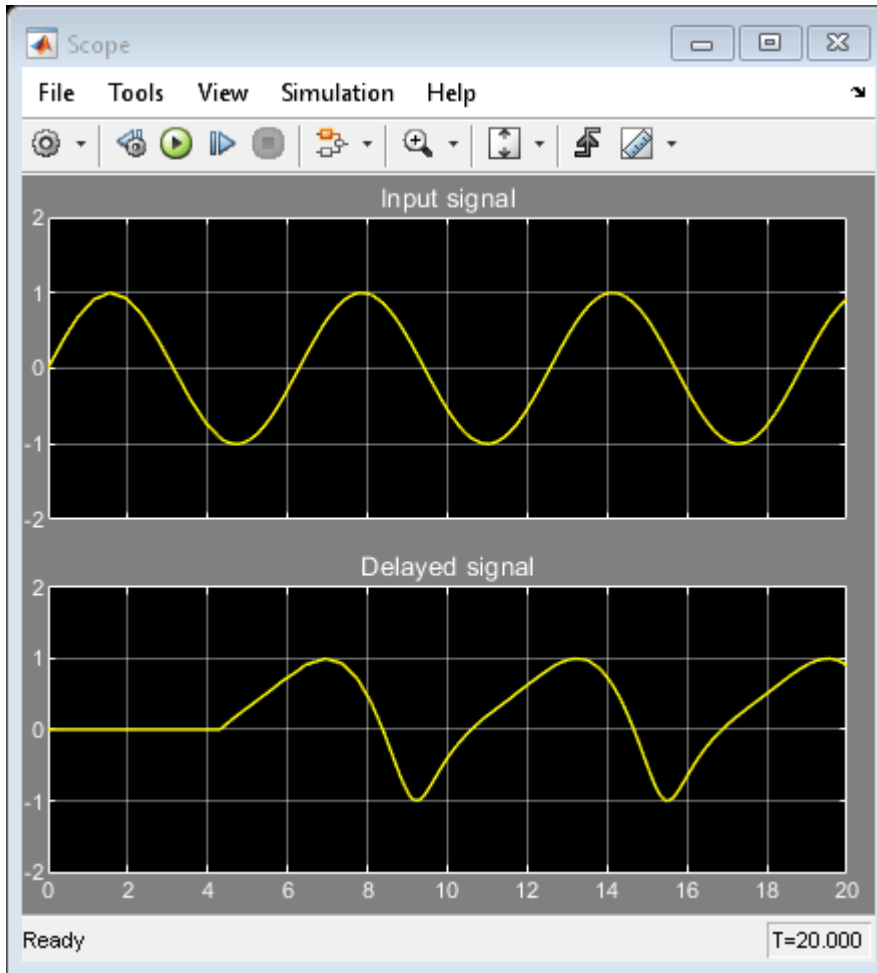 Scope
File Tools View Simulation Help
Input signal
2
1
0
-1
-2
Delayed signal
2
1
0
-1
-2
0 2 4 6 8 10 12 14 16 18 20
Ready T=20.000